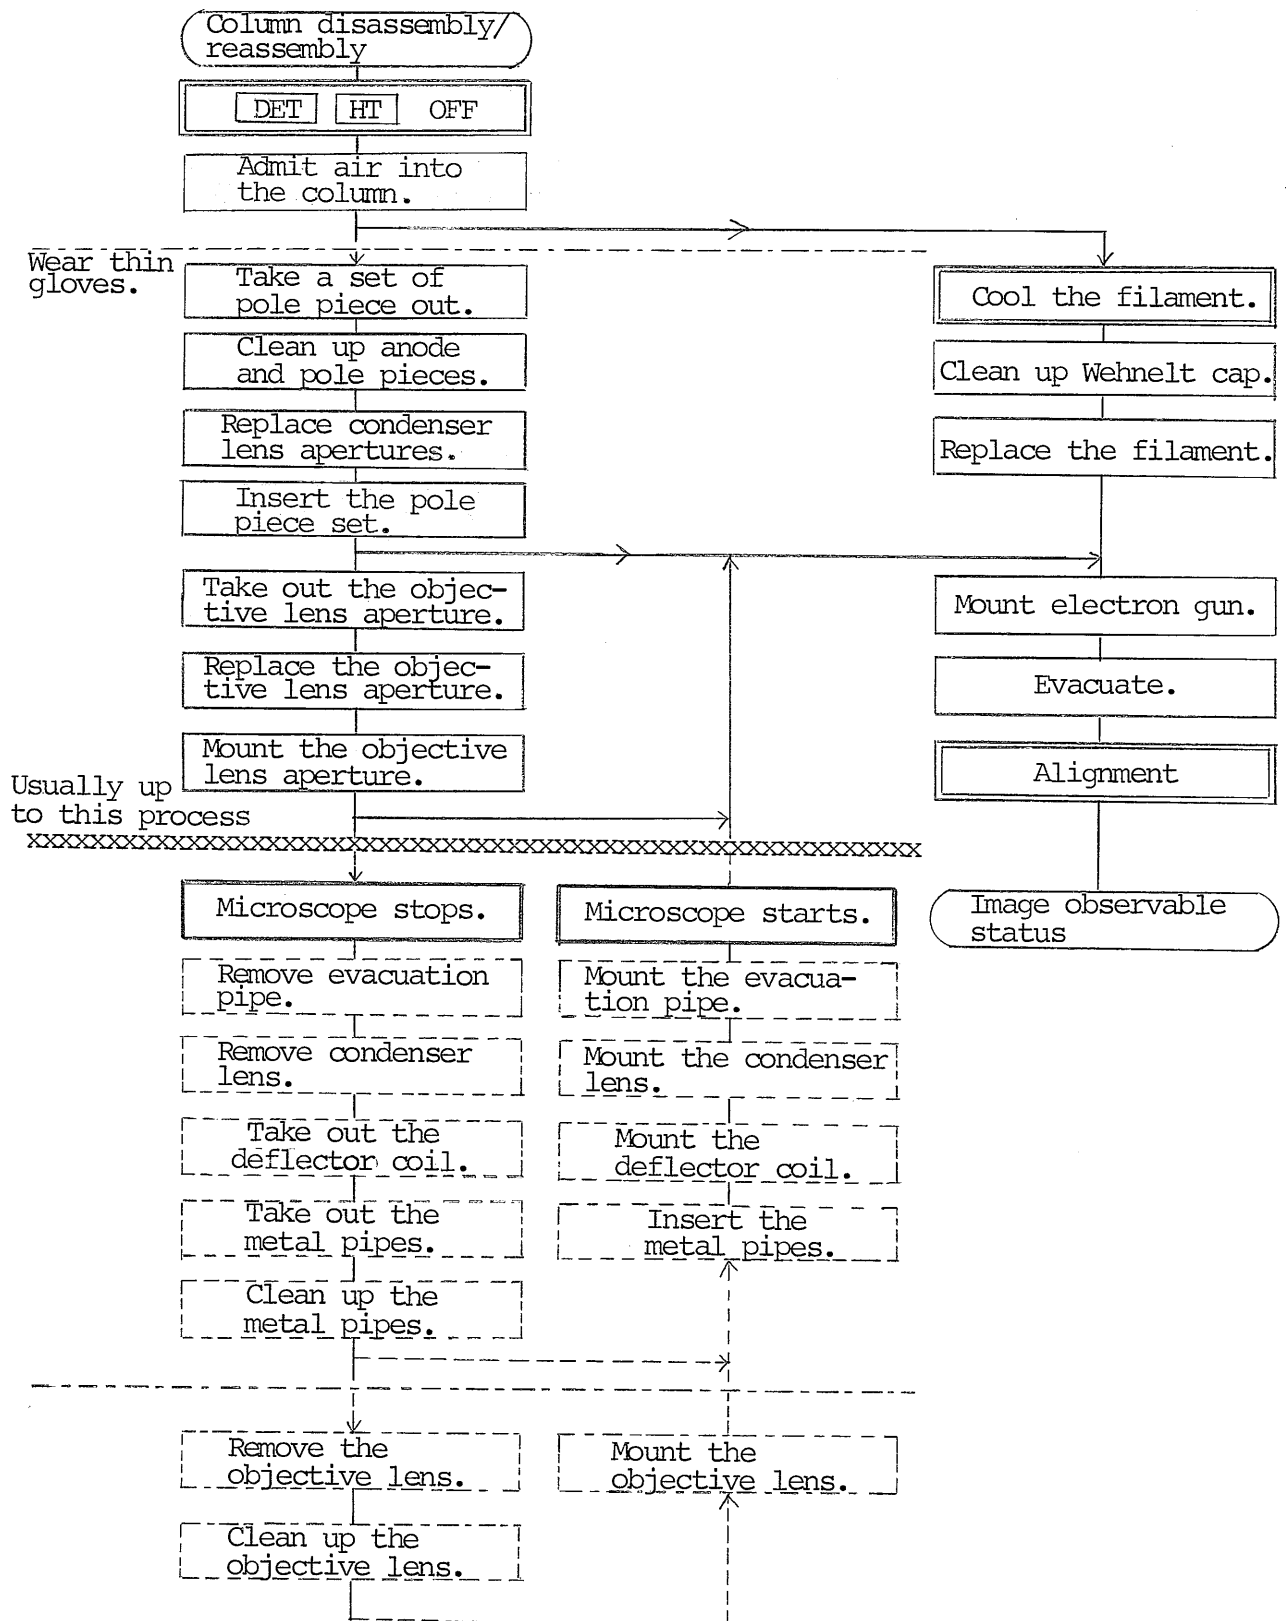 Column disassembly/
reassembly
DET HT OFF
Admit air into
the column.
Wear thin
gloves.
Take a set of
pole piece out.
Clean up anode
and pole pieces.
Replace condenser
lens apertures.
Insert the pole
piece set.
Take out the objec-
tive lens aperture.
Replace the objec-
tive lens aperture.
Mount the objective
lens aperture.
Usually up
to this process
xxxxxxxxxxxxxxxxxxxxxxxxxxxxxxxxxxxxxxxxxxxxxxxxxxxxxxxxxxxxxxx
Microscope stops.
Remove evacuation
pipe.
Remove condenser
lens.
Take out the
deflector coil.
Take out the
metal pipes.
Clean up the
metal pipes.
Remove the
objective lens.
Clean up the
objective lens.
Microscope starts.
Mount the evacua-
tion pipe.
Mount the condenser
lens.
Mount the
deflector coil.
Insert the
metal pipes.
Mount the
objective lens.
Cool the filament.
Clean up Wehnelt cap.
Replace the filament.
Mount electron gun.
Evacuate.
Alignment
Image observable
status